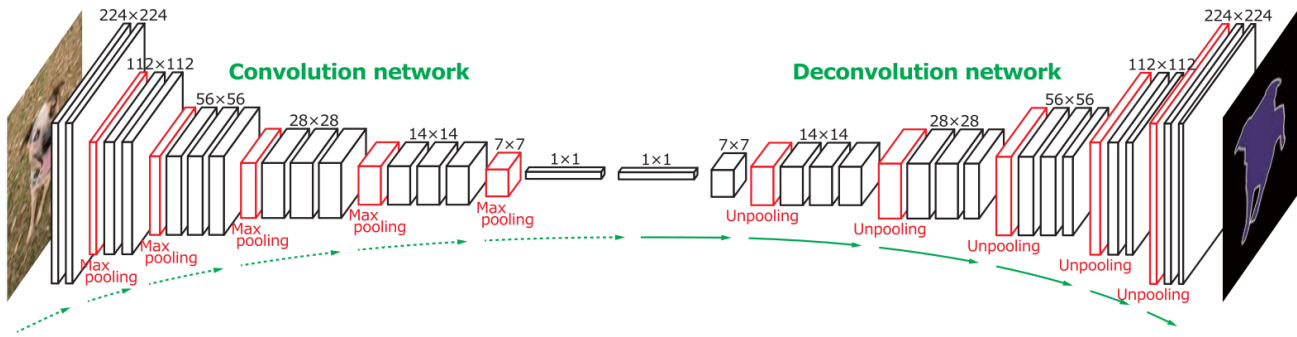 224×224
112×112
56×56
28×28
14×14
7×7
1×1
1×1
7×7
14×14
28×28
56×56
112×112
224×224
Convolution network
Deconvolution network
Max
pooling
Max
pooling
Max
pooling
Max
pooling
Max
pooling
Unpooling
Unpooling
Unpooling
Unpooling
Unpooling